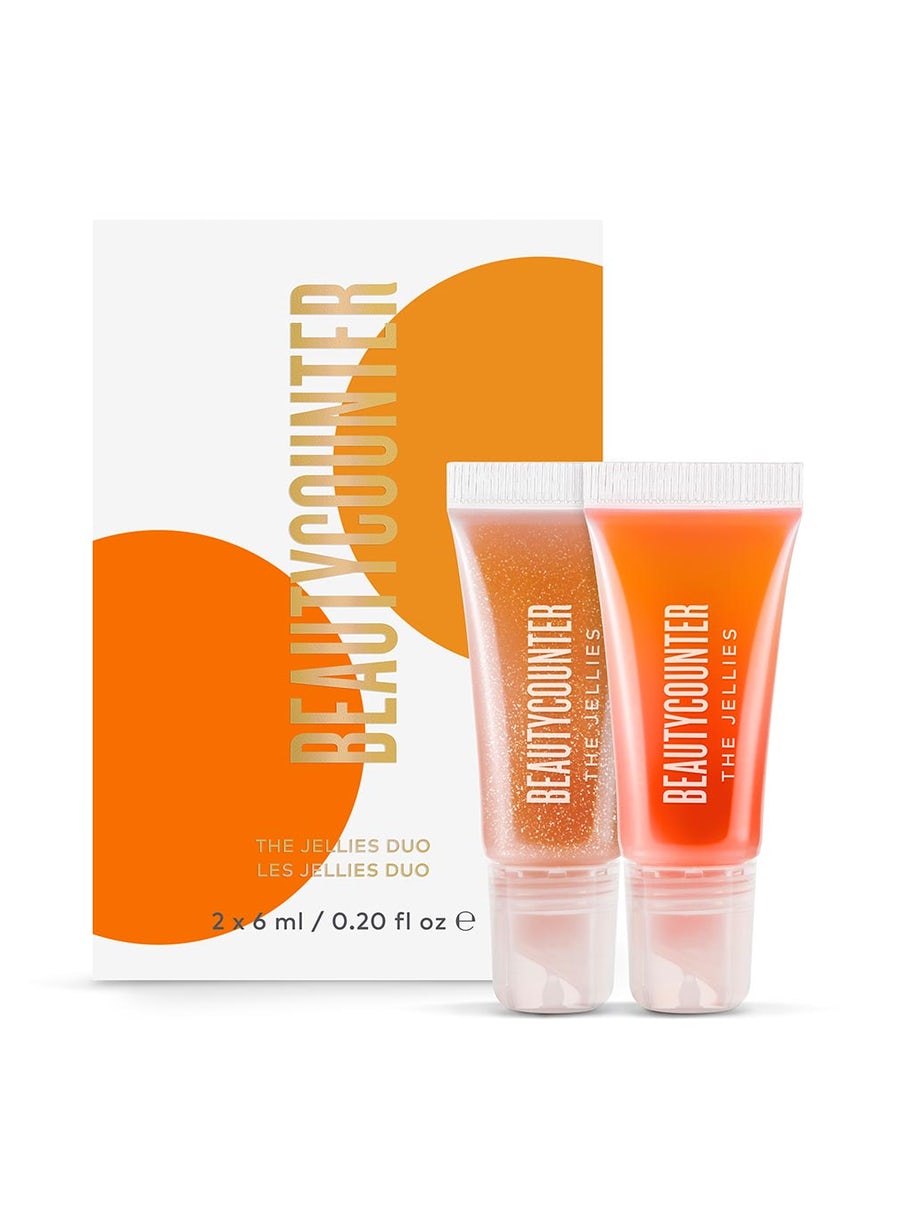 BEAUTYCOUNTER
THE JELLIES DUO
LES JELLIES DUO
2 x 6 ml / 0.20 fl oz ℮
BEAUTYCOUNTER
THE JELLIES
BEAUTYCOUNTER
THE JELLIES